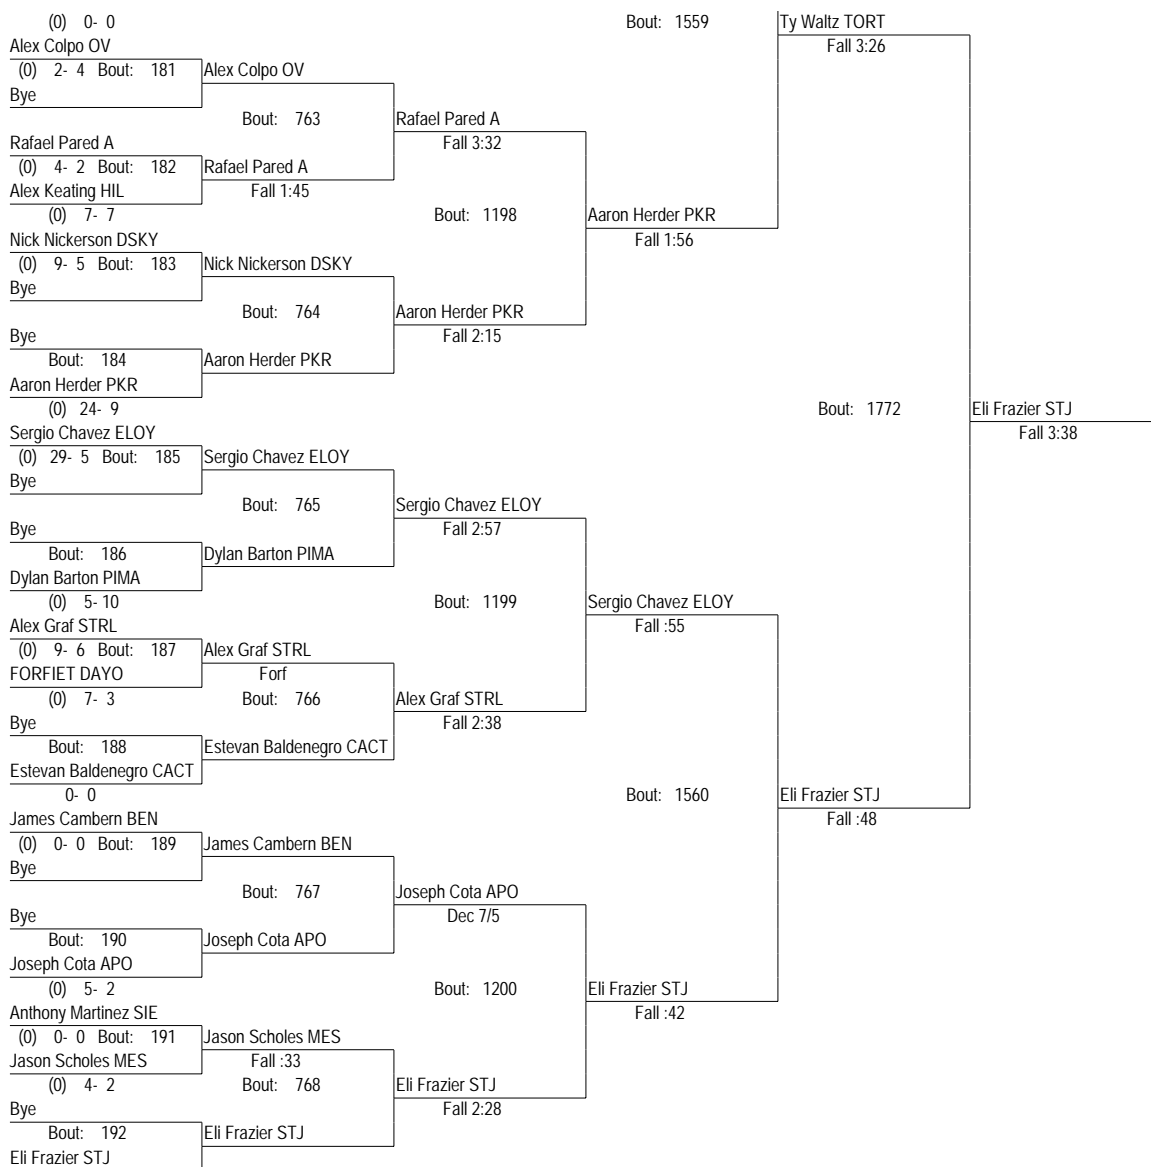 (0) 0- 0
Bout: 1559
Ty Waltz TORT
Alex Colpo OV
Fall 3:26
(0) 2- 4 Bout: 181
Alex Colpo OV
Bye
Bout: 763
Rafael Pared A
Rafael Pared A
Fall 3:32
(0) 4- 2 Bout: 182
Rafael Pared A
Alex Keating HIL
Fall 1:45
(0) 7- 7
Bout: 1198
Aaron Herder PKR
Nick Nickerson DSKY
Fall 1:56
(0) 9- 5 Bout: 183
Nick Nickerson DSKY
Bye
Bout: 764
Aaron Herder PKR
Bye
Fall 2:15
Bout: 184
Aaron Herder PKR
Aaron Herder PKR
(0) 24- 9
Bout: 1772
Eli Frazier STJ
Sergio Chavez ELOY
Fall 3:38
(0) 29- 5 Bout: 185
Sergio Chavez ELOY
Bye
Bout: 765
Sergio Chavez ELOY
Bye
Fall 2:57
Bout: 186
Dylan Barton PIMA
Dylan Barton PIMA
(0) 5- 10
Bout: 1199
Sergio Chavez ELOY
Alex Graf STRL
Fall :55
(0) 9- 6 Bout: 187
Alex Graf STRL
FORFIET DAYO
Forf
(0) 7- 3
Bout: 766
Alex Graf STRL
Bye
Fall 2:38
Bout: 188
Estevan Baldenegro CACT
Estevan Baldenegro CACT
0- 0
Bout: 1560
Eli Frazier STJ
James Cambern BEN
Fall :48
(0) 0- 0 Bout: 189
James Cambern BEN
Bye
Bout: 767
Joseph Cota APO
Bye
Dec 7/5
Bout: 190
Joseph Cota APO
Joseph Cota APO
(0) 5- 2
Bout: 1200
Eli Frazier STJ
Anthony Martinez SIE
Fall :42
(0) 0- 0 Bout: 191
Jason Scholes MES
Jason Scholes MES
Fall :33
(0) 4- 2
Bout: 768
Eli Frazier STJ
Bye
Fall 2:28
Bout: 192
Eli Frazier STJ
Eli Frazier STJ